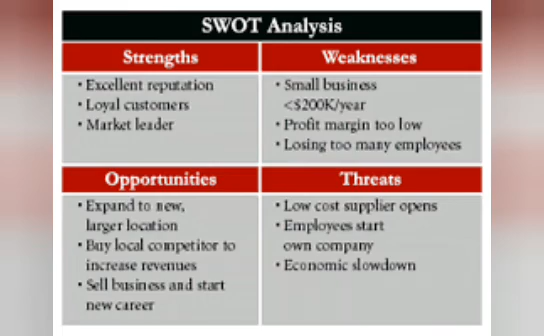 SWOT Analysis
Strengths
• Excellent reputation
• Loyal customers
• Market leader
Weaknesses
• Small business
<$200K/year
• Profit margin too low
• Losing too many employees
Opportunities
• Expand to new,
larger location
• Buy local competitor to
increase revenues
• Sell business and start
new career
Threats
• Low cost supplier opens
• Employees start
own company
• Economic slowdown